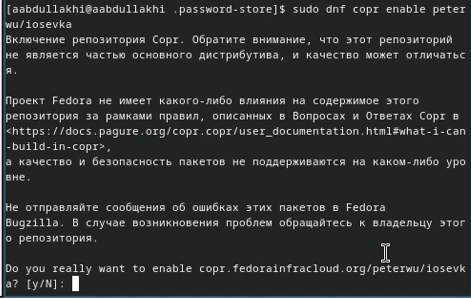 [aabdullakhi@aabdullakhi .password-store]$ sudo dnf copr enable peter
wu/iosevka
Включение репозитория Copr. Обратите внимание, что этот репозиторий
не является частью основного дистрибутива, и качество может отличатьс
я.
Проект Fedora не имеет какого-либо влияния на содержимое этого
репозитория за рамками правил, описанных в Вопросах и Ответах Copr в
<https://docs.pagure.org/copr.copr/user_documentation.html#what-i-can
-build-in-copr>,
а качество и безопасность пакетов не поддерживаются на каком-либо уро
вне.
Не отправляйте сообщения об ошибках этих пакетов в Fedora
Bugzilla. В случае возникновения проблем обращайтесь к владельцу этог
о репозитория.
Do you really want to enable copr.fedorainfracloud.org/peterwu/iosevk
a? [y/N]: